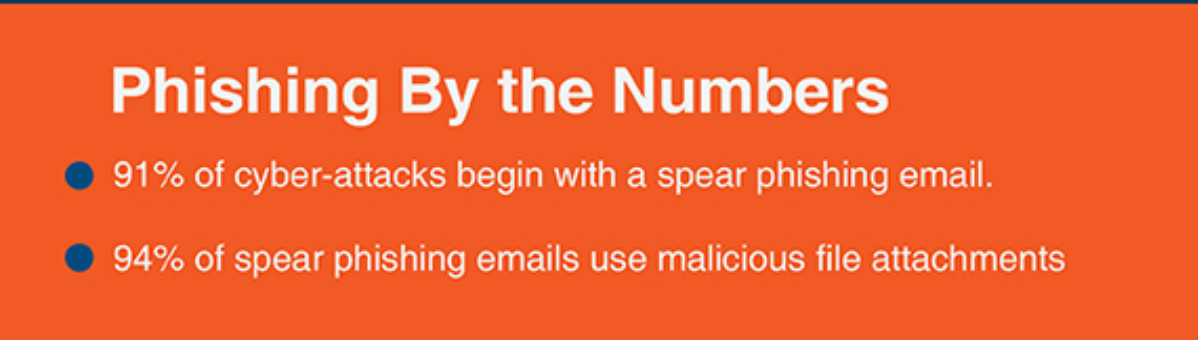 Phishing By the Numbers
91% of cyber-attacks begin with a spear phishing email.
94% of spear phishing emails use malicious file attachments